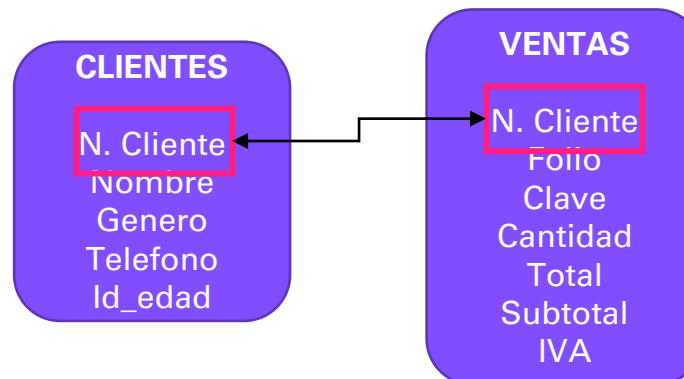 CLIENTES
N. Cliente
Nombre
Genero
Telefono
Id_edad
VENTAS
N. Cliente
Folio
Clave
Cantidad
Total
Subtotal
IVA